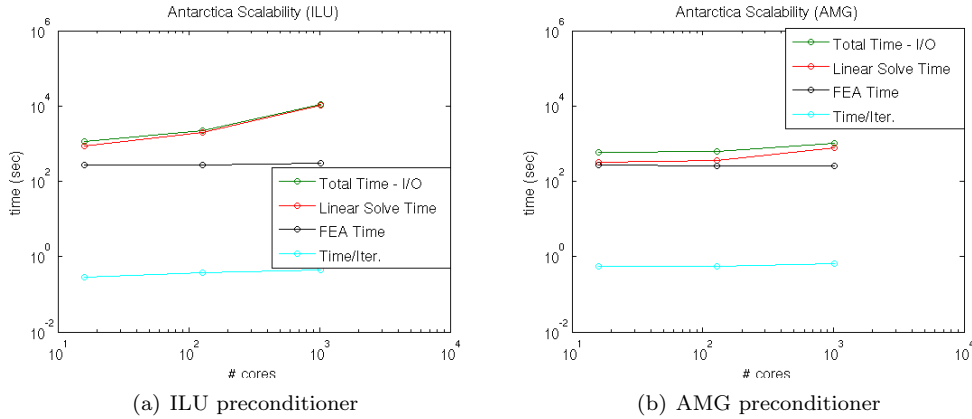 Antarctica Scalability (ILU)
10^6
10^4
10^2
10^0
10^-2
time (sec)
Total Time - I/O
Linear Solve Time
FEA Time
Time/Iter.
10^1
10^2
10^3
10^4
# cores
(a) ILU preconditioner
Antarctica Scalability (AMG)
10^6
10^4
10^2
10^0
10^-2
time (sec)
Total Time - I/O
Linear Solve Time
FEA Time
Time/Iter.
10^1
10^2
10^3
10^4
# cores
(b) AMG preconditioner